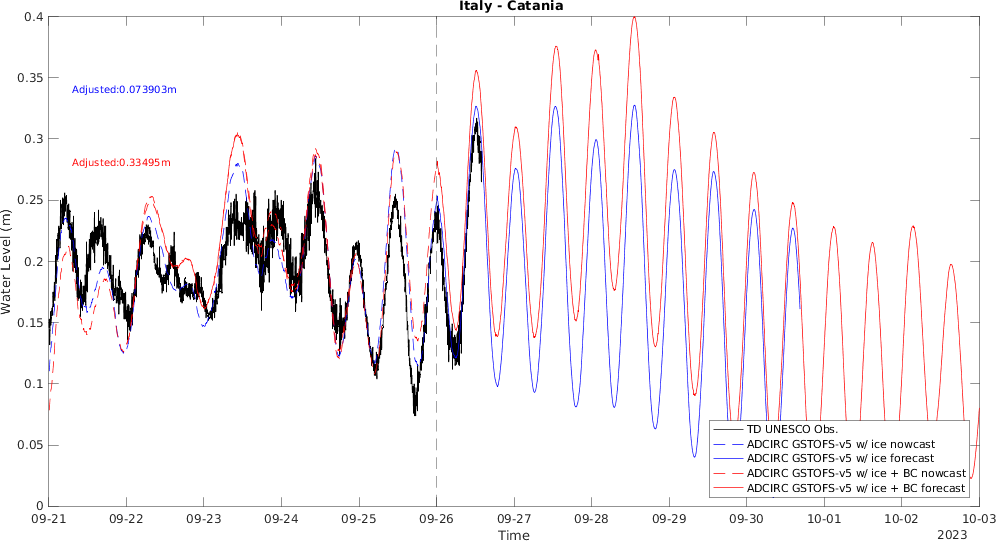 Italy - Catania
Water Level (m)
0.4
0.35
0.3
0.25
0.2
0.15
0.1
0.05
0
Adjusted:0.073903m
Adjusted:0.33495m
TD UNESCO Obs.
ADCIRC GSTOFS-v5 w/ ice nowcast
ADCIRC GSTOFS-v5 w/ ice forecast
ADCIRC GSTOFS-v5 w/ ice + BC nowcast
ADCIRC GSTOFS-v5 w/ ice + BC forecast
09-21 09-22 09-23 09-24 09-25 09-26 09-27 09-28 09-29 09-30 10-01 10-02 10-03
Time
2023